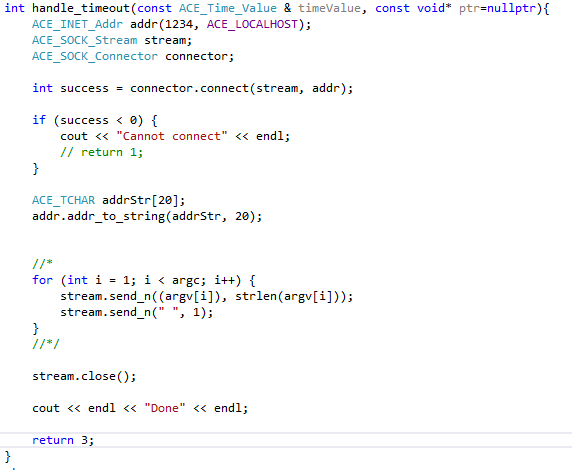 int handle_timeout(const ACE_Time_Value & timeValue, const void* ptr=nullptr){
    ACE_INET_Addr addr(1234, ACE_LOCALHOST);
    ACE_SOCK_Stream stream;
    ACE_SOCK_Connector connector;

    int success = connector.connect(stream, addr);

    if (success < 0) {
        cout << "Cannot connect" << endl;
        // return 1;
    }

    ACE_TCHAR addrStr[20];
    addr.addr_to_string(addrStr, 20);


    //*
    for (int i = 1; i < argc; i++) {
        stream.send_n((argv[i]), strlen(argv[i]));
        stream.send_n(" ", 1);
    }
    //*/

    stream.close();

    cout << endl << "Done" << endl;

    return 3;
}